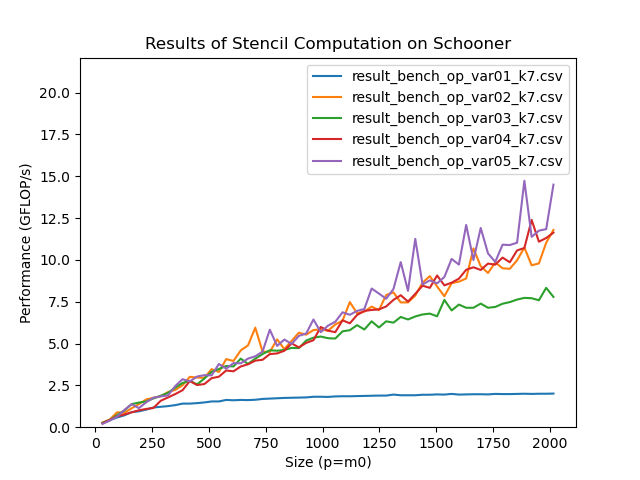 Results of Stencil Computation on Schooner
result_bench_op_var01_k7.csv
result_bench_op_var02_k7.csv
result_bench_op_var03_k7.csv
result_bench_op_var04_k7.csv
result_bench_op_var05_k7.csv
Performance (GFLOP/s)
20.0
17.5
15.0
12.5
10.0
7.5
5.0
2.5
0.0
0 250 500 750 1000 1250 1500 1750 2000
Size (p=m0)